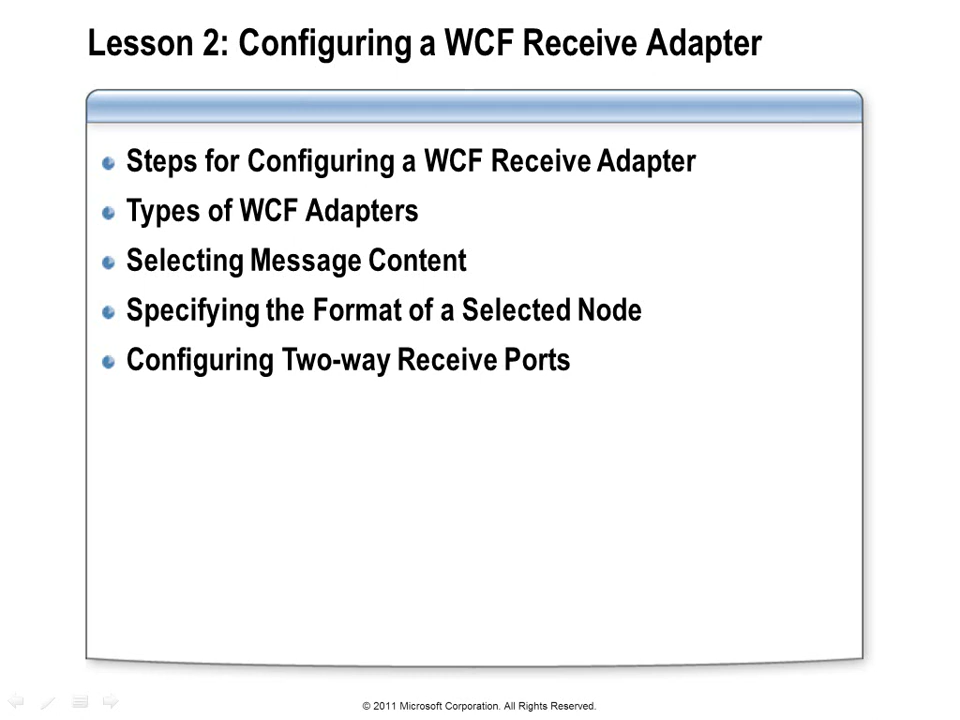 Lesson 2: Configuring a WCF Receive Adapter
Steps for Configuring a WCF Receive Adapter
Types of WCF Adapters
Selecting Message Content
Specifying the Format of a Selected Node
Configuring Two-way Receive Ports
© 2011 Microsoft Corporation. All Rights Reserved.